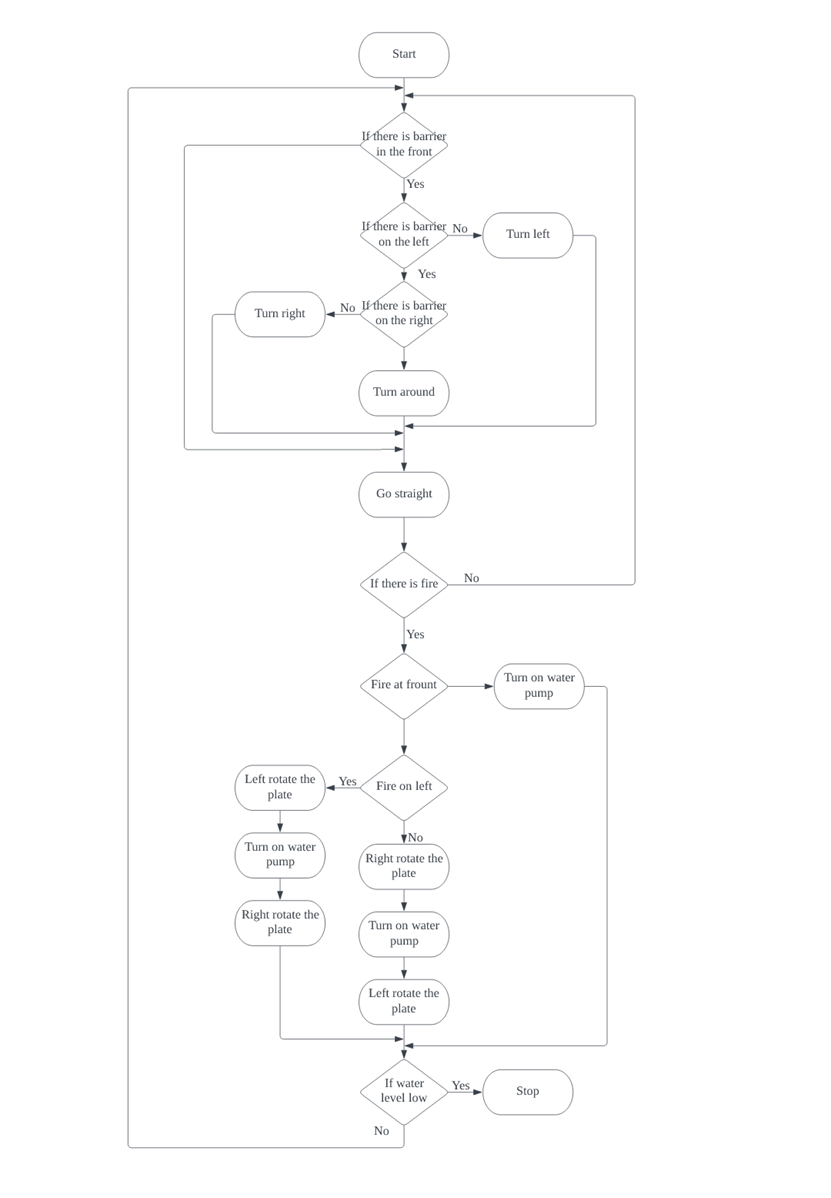 Start
If there is barrier
in the front
Yes
If there is barrier
on the left
No
Turn left
Yes
Turn right
No
If there is barrier
on the right
Turn around
Go straight
If there is fire
No
Yes
Fire at frount
Turn on water
pump
Left rotate the
plate
Yes
Fire on left
No
Turn on water
pump
Right rotate the
plate
Right rotate the
plate
Turn on water
pump
Left rotate the
plate
If water
level low
Yes
Stop
No